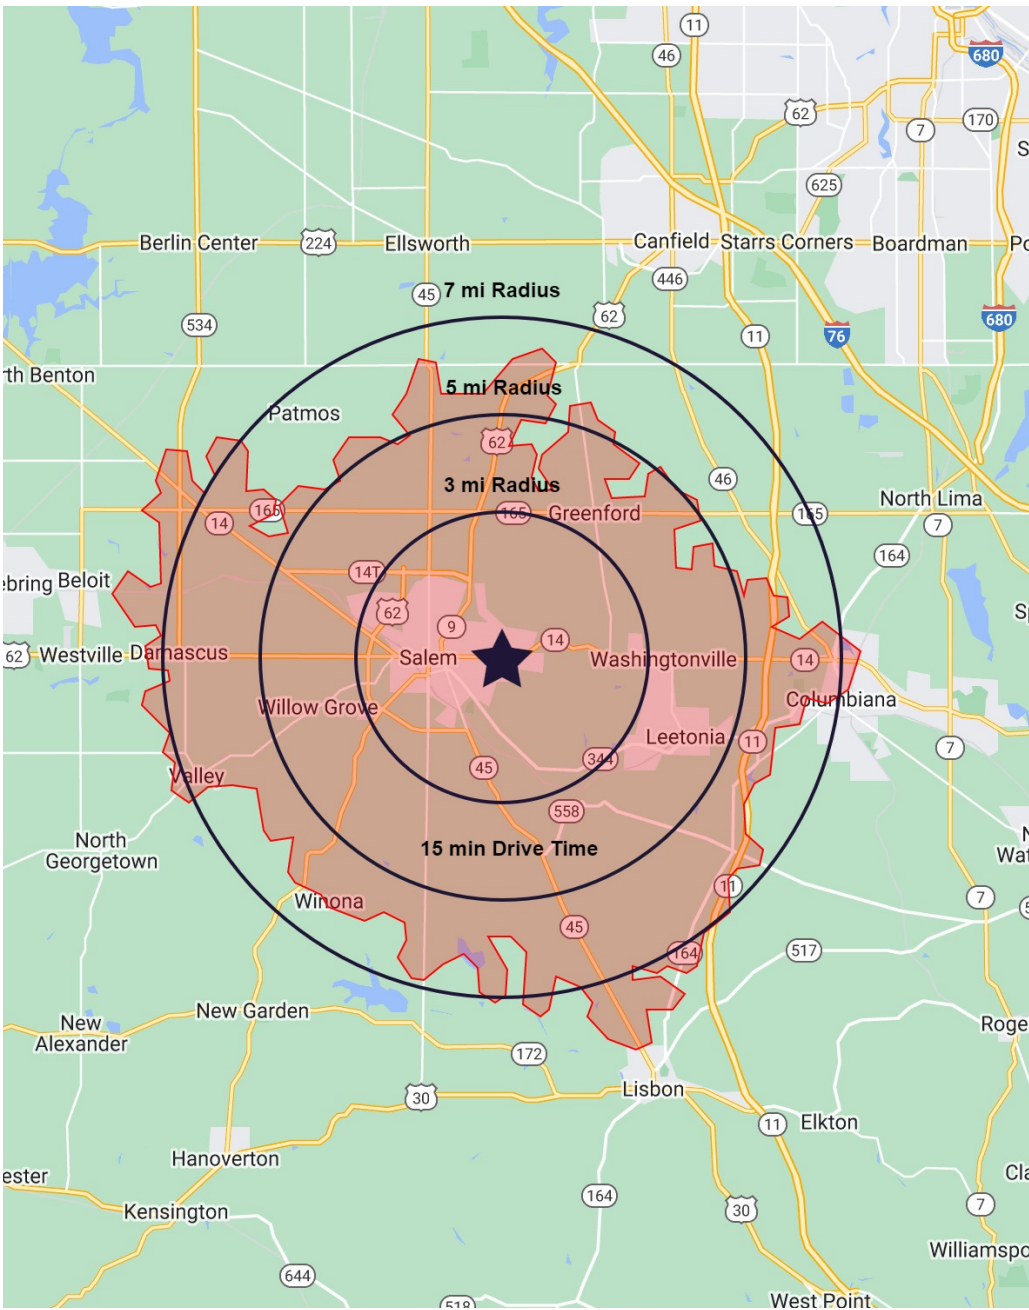 11
46
680
62
170
7
625
Berlin Center
224
Ellsworth
Canfield
Starrs Corners
Boardman
446
45
7 mi Radius
62
534
11
76
680
rth Benton
5 mi Radius
Patmos
62
46
3 mi Radius
North Lima
165
165
Greenford
165
7
14
164
14T
ebring
Beloit
62
9
14
62
Westville
Damascus
Salem
Washingtonville
14
Columbiana
Willow Grove
Leetonia
11
7
344
45
Valley
558
North
Georgetown
15 min Drive Time
11
7
Winona
45
164
517
New Garden
New
Alexander
Roge
172
Lisbon
30
11
Elkton
Hanoverton
ester
164
7
Kensington
30
Williamspo
644
518
West Point